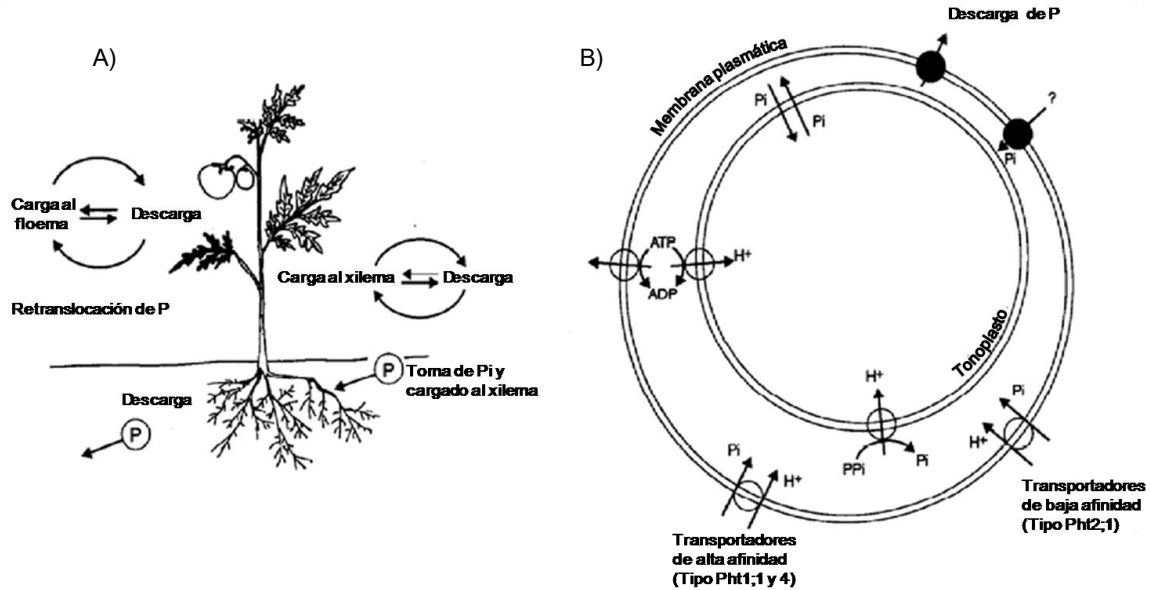 A)
Carga al
floema
Descarga
Retranslocación de P
Carga al xilema
Descarga
P
Toma de Pi y
cargado al xilema
Descarga
P
B)
Descarga de P
Membrana plasmática
Pi
Pi
?
Pi
ATP
ADP
H+
Tonoplasto
H+
PPi
Pi
Pi
H+
Pi
H+
Transportadores
de baja afinidad
(Tipo Pht2;1)
Transportadores
de alta afinidad
(Tipo Pht1;1 y 4)